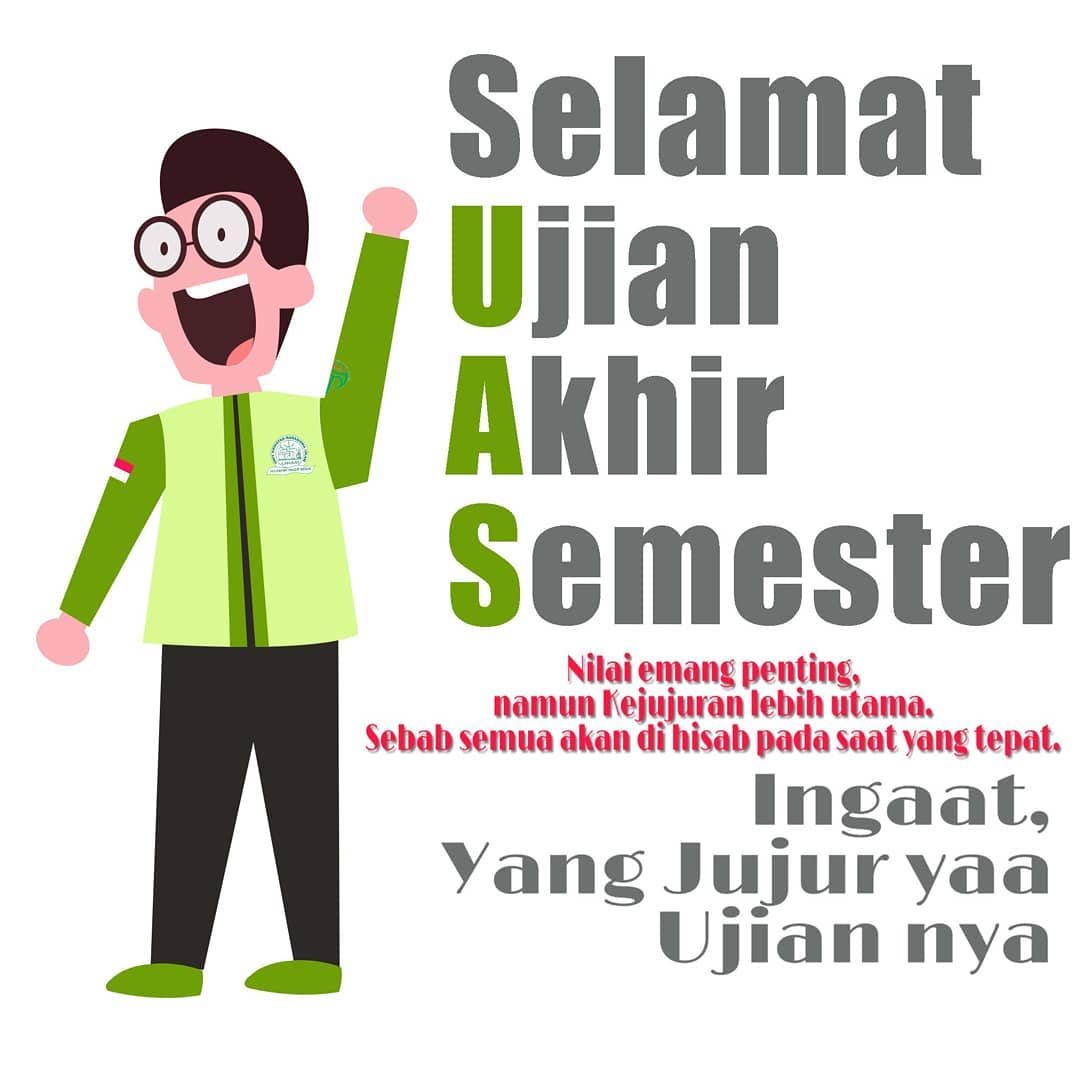 Selamat
Ujian
Akhir
Semester
Nilai emang penting,
namun Kejujuran lebih utama.
Sebab semua akan di hisab pada saat yang tepat.
Ingaat,
Yang Jujur yaa
Ujian nya